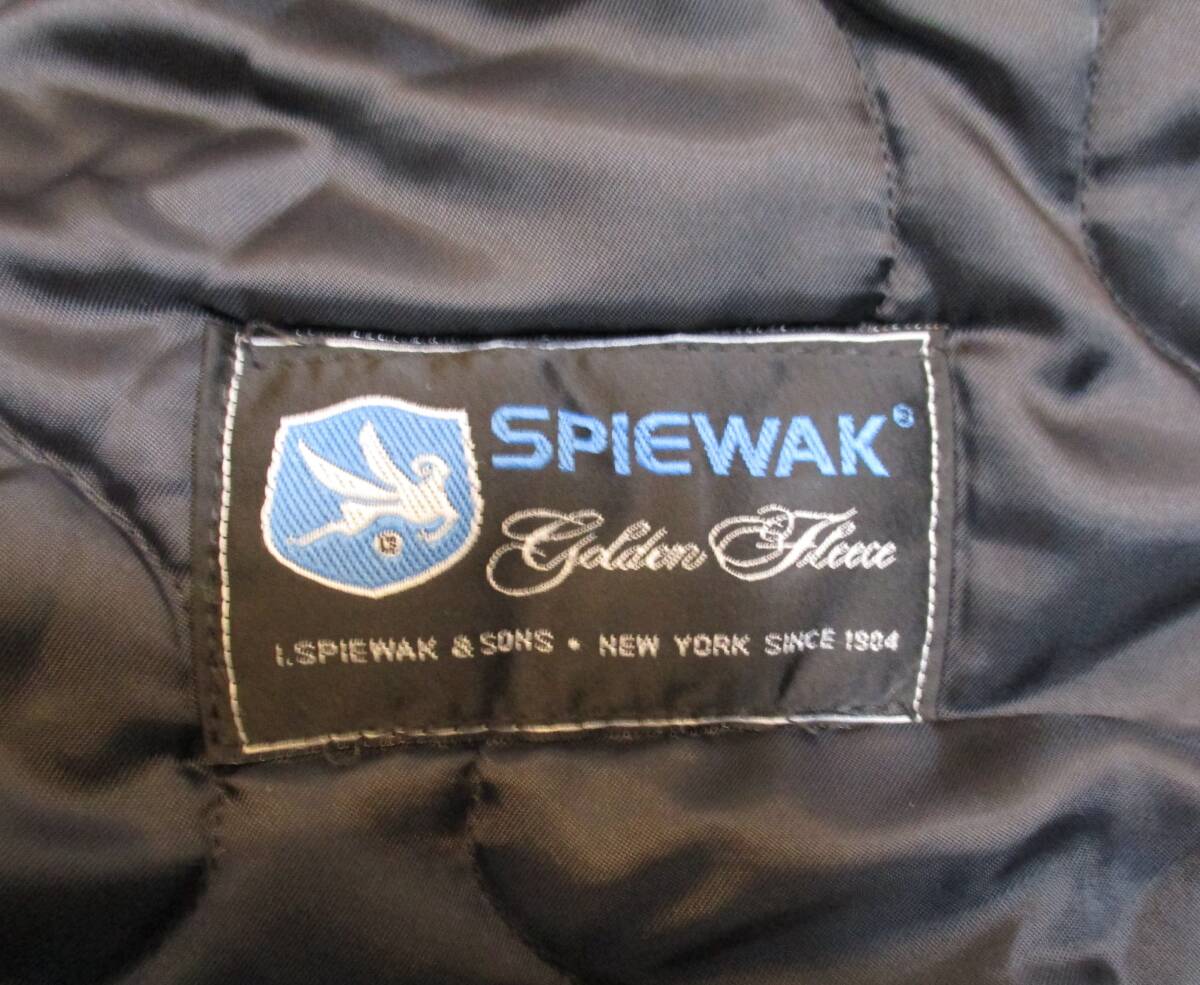 SPIEWAK®
Golden Fleece
I.SPIEWAK & SONS • NEW YORK SINCE 1904